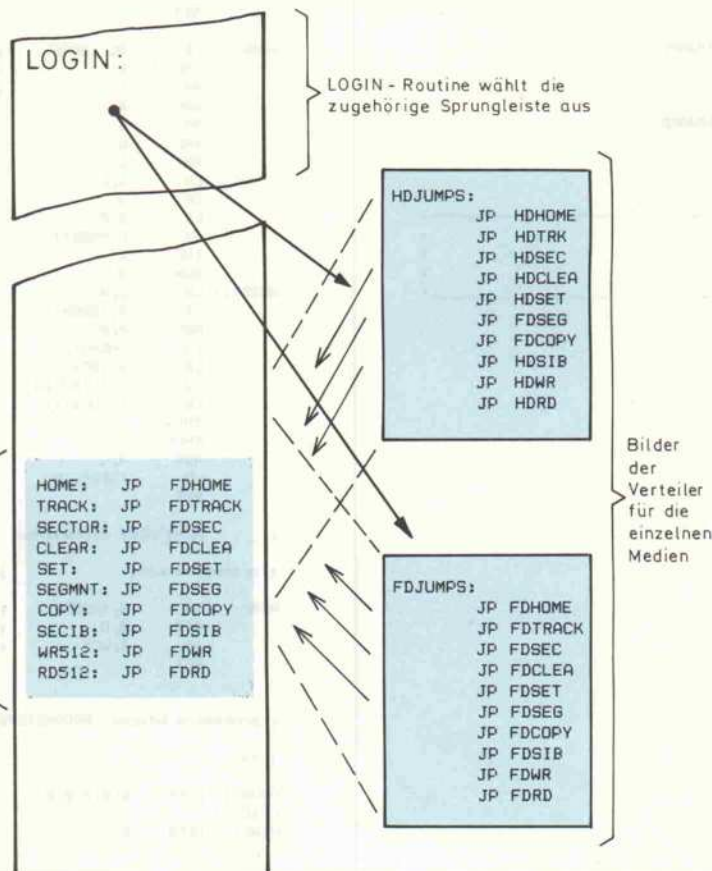 LOGIN:
LOGIN - Routine wählt die
zugehörige Sprungleiste aus
HDJUMPS:
JP HDHOME
JP HDTRK
JP HDSEC
JP HDCLEA
JP HDSET
JP FDSEG
JP FDCOPY
JP HDSIB
JP HDWR
JP HDRD
HOME: JP FDHOME
TRACK: JP FDTRACK
SECTOR: JP FDSEC
CLEAR: JP FDCLEA
SET: JP FDSET
SEGMNT: JP FDSEG
COPY: JP FDCOPY
SECIB: JP FDSIB
WR512: JP FDWR
RD512: JP FDRD
Bilder
der
Verteiler
für die
einzelnen
Medien
FDJUMPS:
JP FDHOME
JP FDTRACK
JP FDSEC
JP FDCLEA
JP FDSET
JP FDSEG
JP FDCOPY
JP FDSIB
JP FDWR
JP FDRD